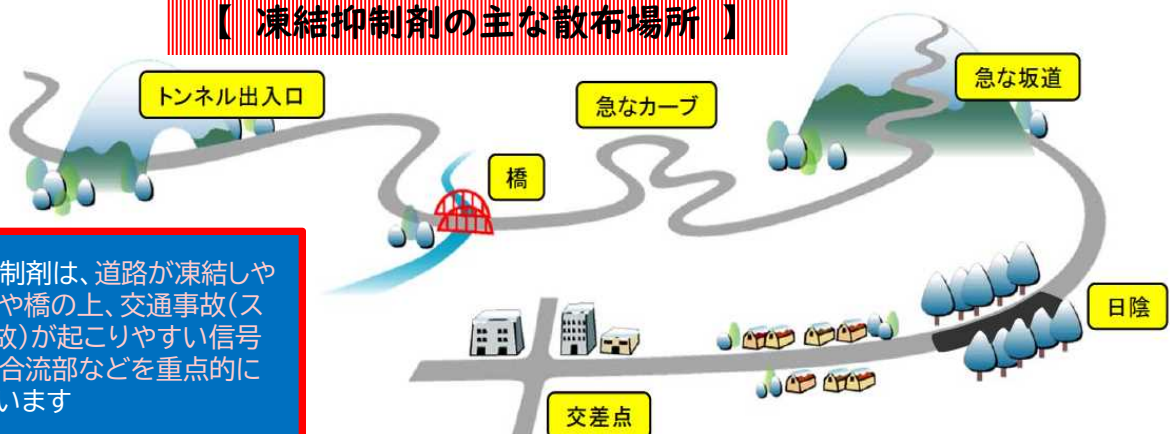 【 凍結抑制剤の主な散布場所 】
トンネル出入口
急なカーブ
急な坂道
橋
制剤は、道路が凍結しや
や橋の上、交通事故(ス
故)が起こりやすい信号
合流部などを重点的に
います
日陰
交差点